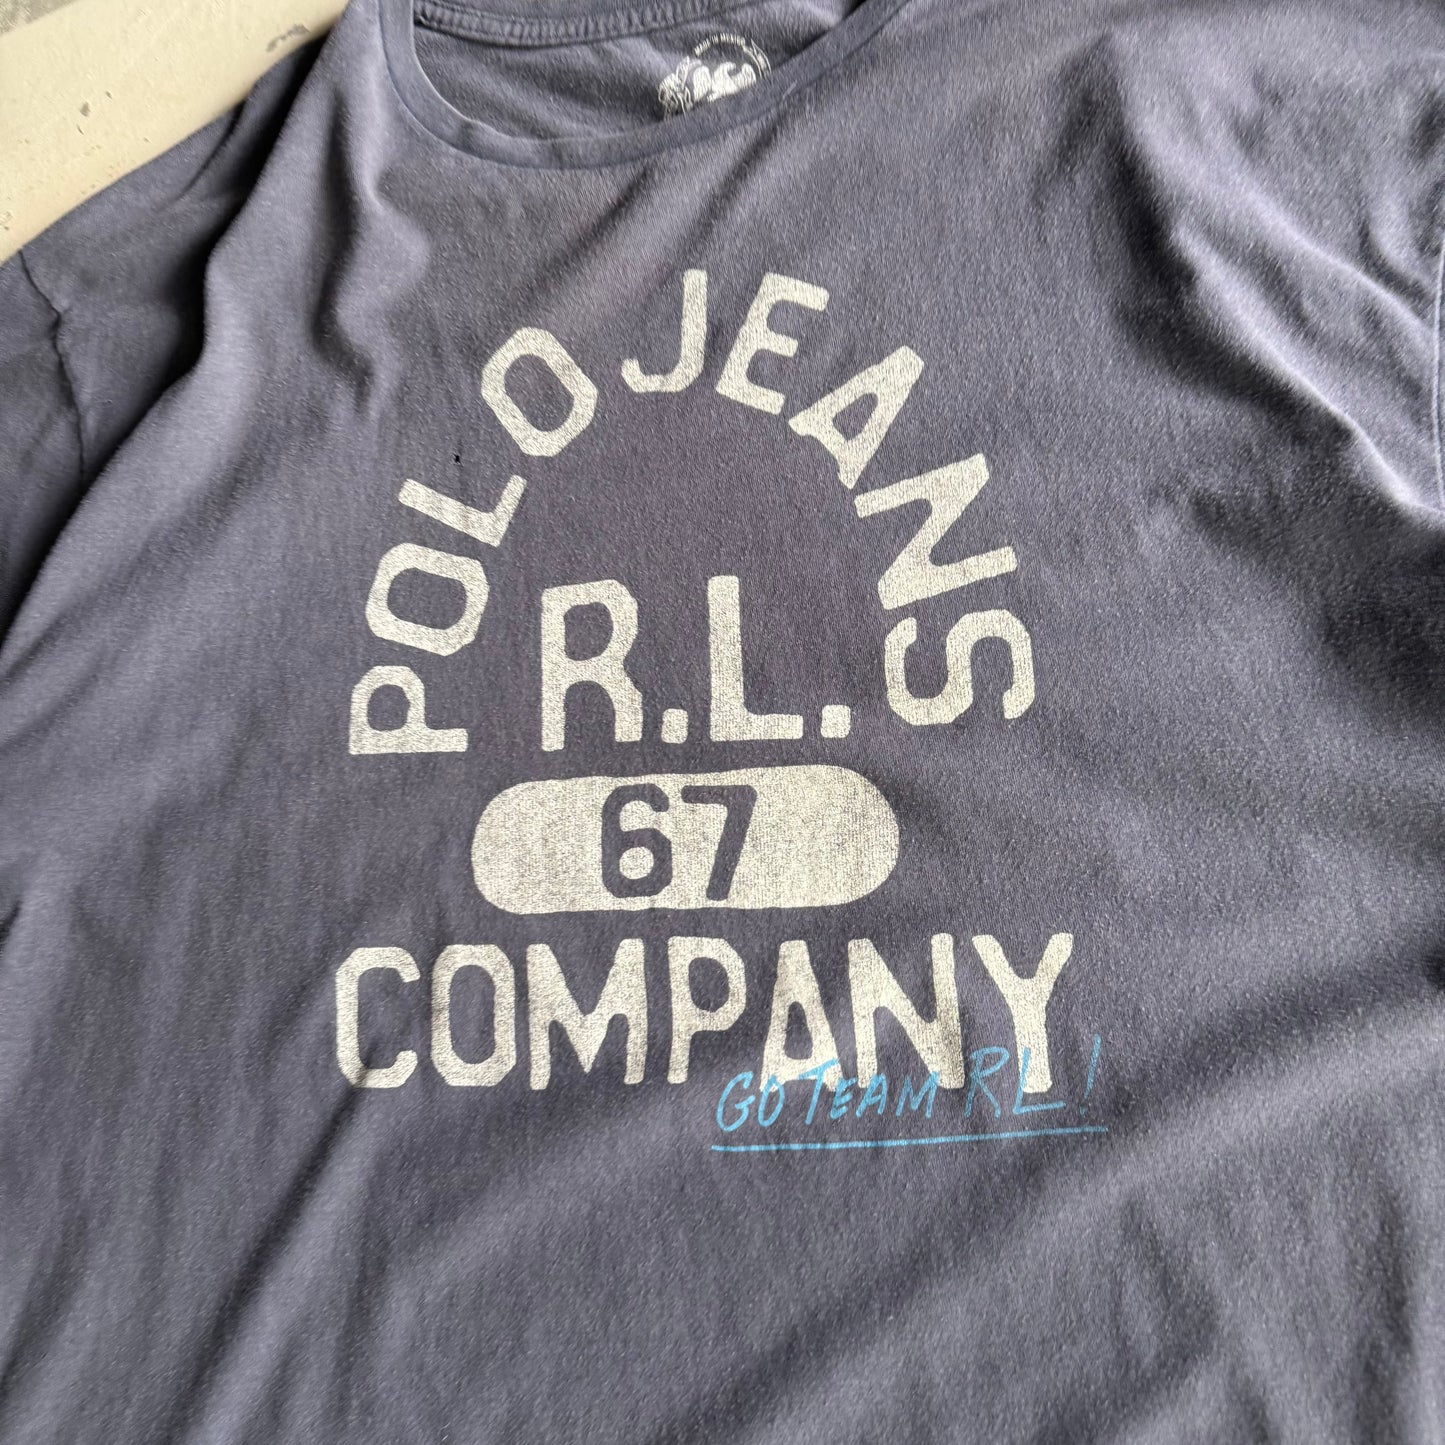 POLO JEANS
R.L.
67
COMPANY
GO TEAM RL!